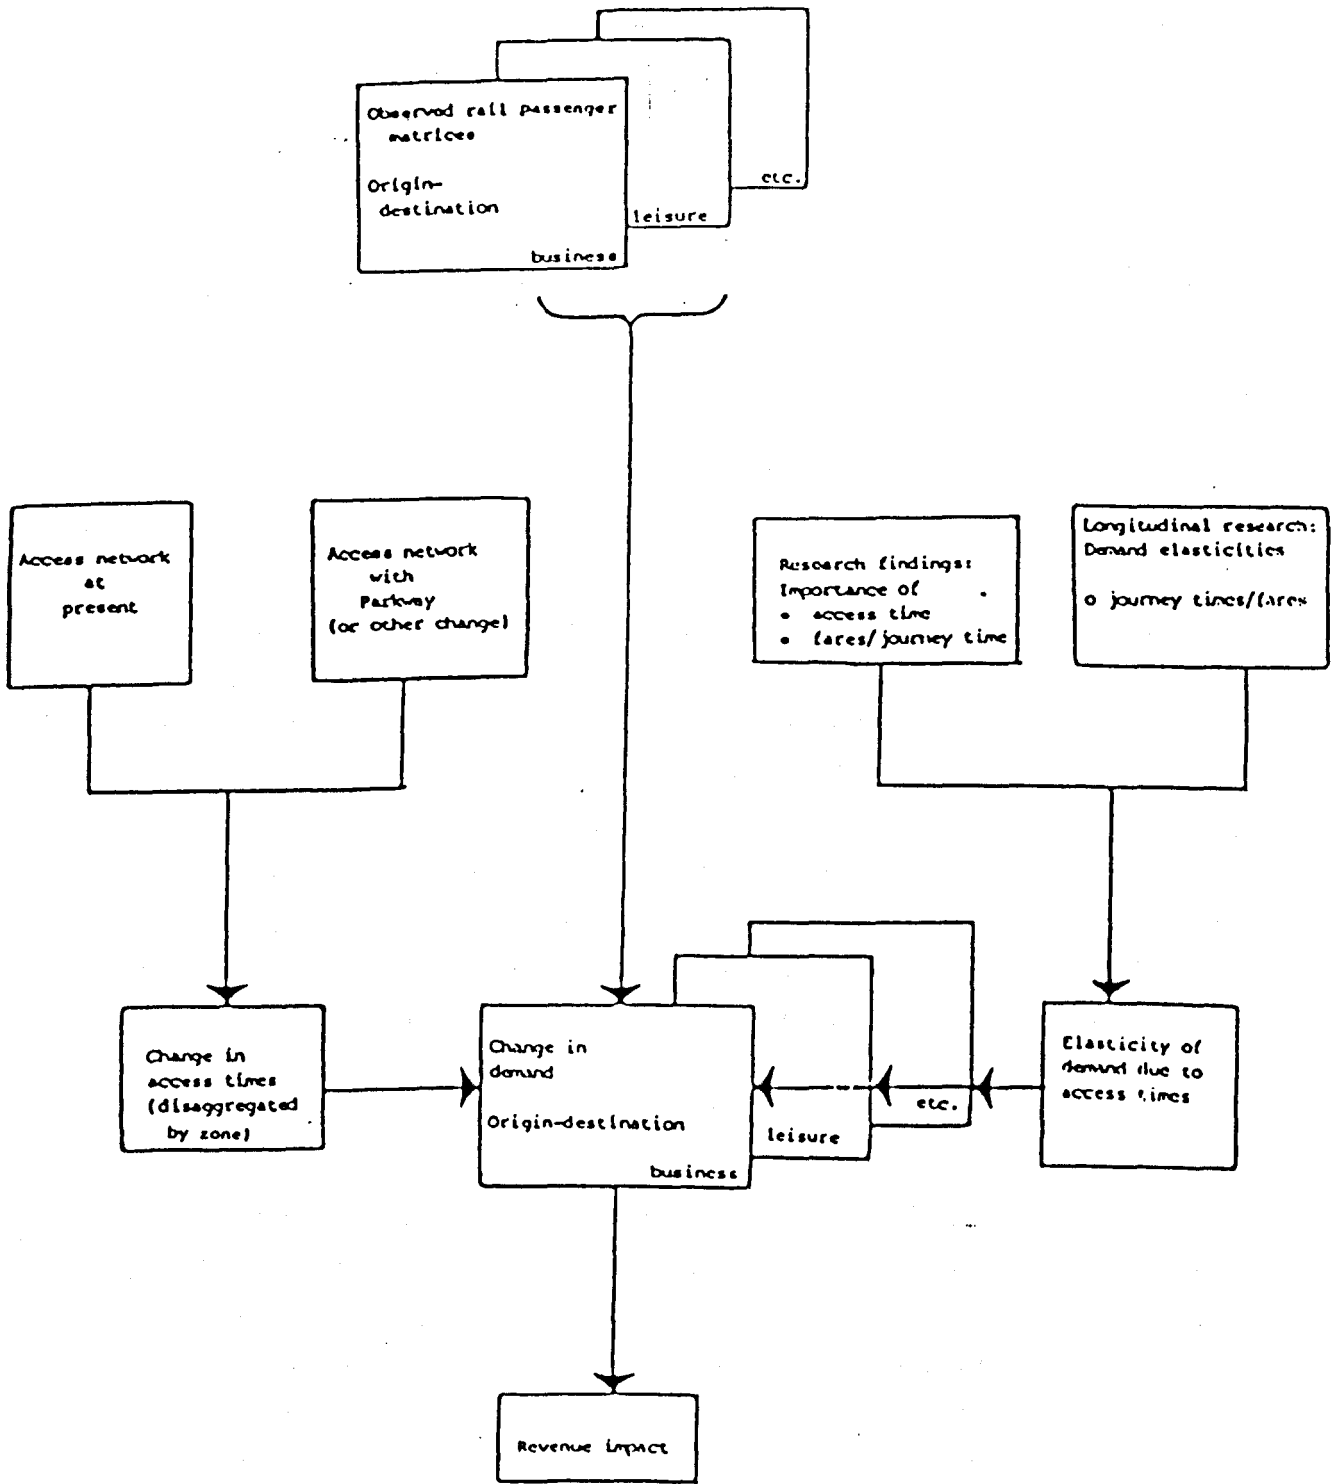 Observed rail passenger
matrices
Origin-
destination
business
leisure
etc.
Access network
at
present
Access network
with
Parkway
(or other change)
Research findings:
Importance of
• access time
• fares/journey time
Longitudinal research:
Demand elasticities
o journey times/fares
Change in
access times
(disaggregated
by zone)
Change in
demand
Origin-destination
business
leisure
etc.
Elasticity of
demand due to
access times
Revenue impact